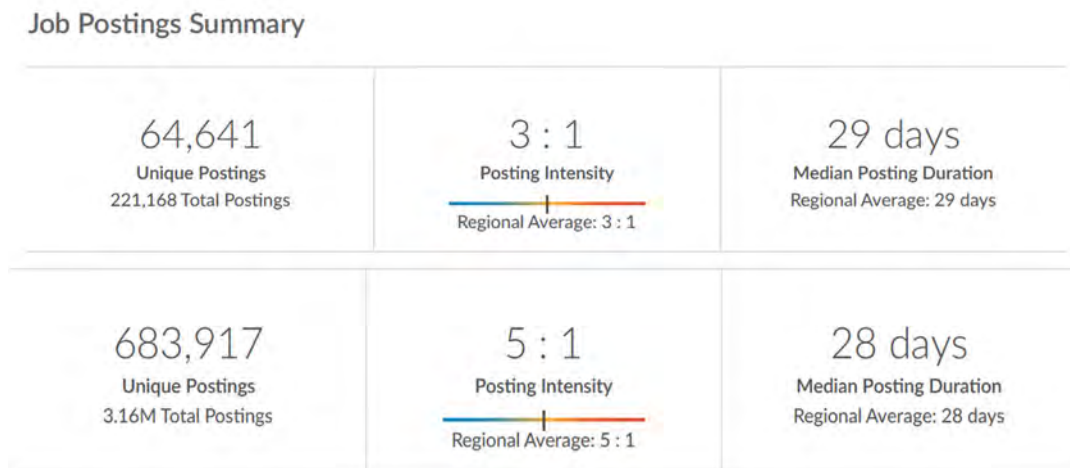 Job Postings Summary
64,641
Unique Postings
221,168 Total Postings
3 : 1
Posting Intensity
Regional Average: 3 : 1
29 days
Median Posting Duration
Regional Average: 29 days
683,917
Unique Postings
3.16M Total Postings
5 : 1
Posting Intensity
Regional Average: 5 : 1
28 days
Median Posting Duration
Regional Average: 28 days